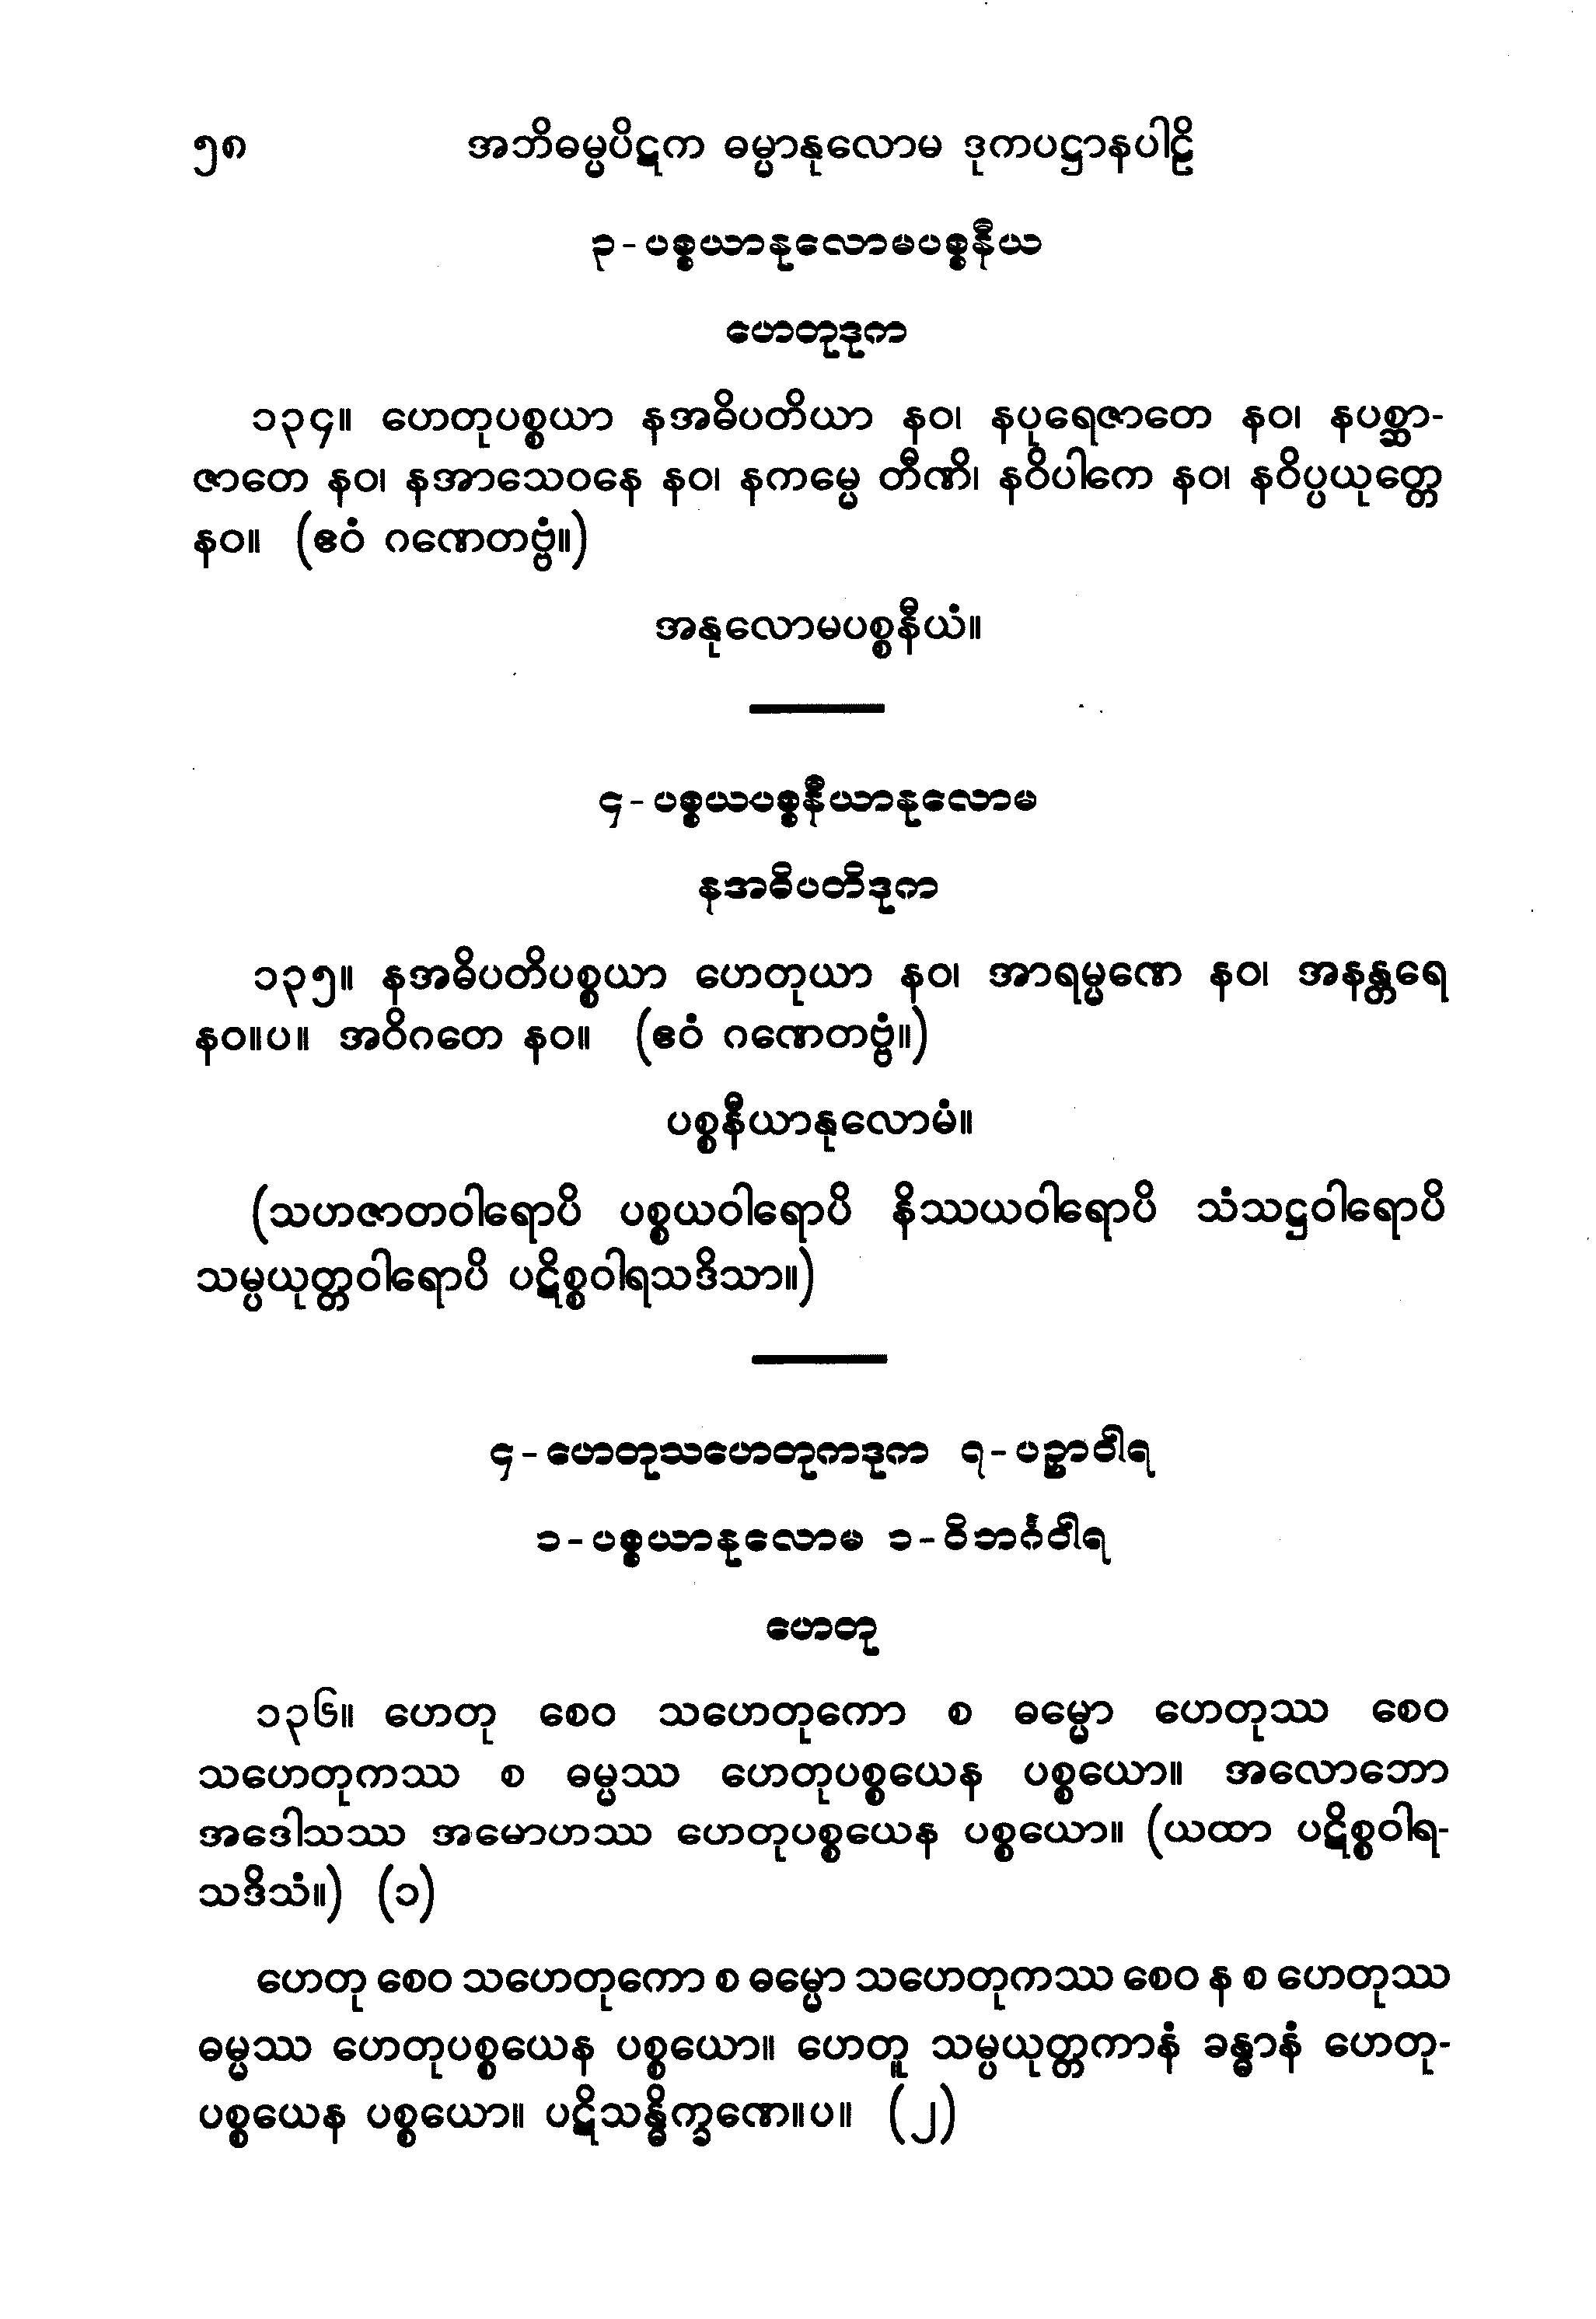 ၅၈ အဘိဓမ္မပိဋက ဓမ္မာနုလောမ ဒုကပဋ္ဌာနပါဠိ
၃-ပစ္စယာနုလောမပစ္စနီယ
ဟေတုဒုက
၁၃၄။ ဟေတုပစ္စယာ နအဓိပတိယာ နဝ၊ နပုရေဇာတေ နဝ၊ နပစ္ဆာ-
ဇာတေ နဝ၊ နအာသေဝနေ နဝ၊ နကမ္မေ တီဏိ၊ နဝိပါကေ နဝ၊ နဝိပ္ပယုတ္တေ
နဝ။ (ဧဝံ ဂဏေတဗ္ဗံ။)
အနုလောမပစ္စနီယံ။
၄-ပစ္စယပစ္စနီယာနုလောမ
နအဓိပတိဒုက
၁၃၅။ နအဓိပတိပစ္စယာ ဟေတုယာ နဝ၊ အာရမ္မဏေ နဝ၊ အနန္တရေ
နဝ။ပ။ အဝိဂတေ နဝ။ (ဧဝံ ဂဏေတဗ္ဗံ။)
ပစ္စနီယာနုလောမံ။
(သဟဇာတဝါရောပိ ပစ္စယဝါရောပိ နိဿယဝါရောပိ သံသဋ္ဌဝါရောပိ
သမ္ပယုတ္တဝါရောပိ ပဋိစ္စဝါရသဒိသာ။)
၄-ဟေတုသဟေတုကဒုက ၇-ပဉှာဝါရ
၁-ပစ္စယာနုလောမ ၁-ဝိဘင်္ဂဝါရ
ဟေတု
၁၃၆။ ဟေတု စေဝ သဟေတုကော စ ဓမ္မော ဟေတုဿ စေဝ
သဟေတုကဿ စ ဓမ္မဿ ဟေတုပစ္စယေန ပစ္စယော။ အလောဘော
အဒေါသဿ အမောဟဿ ဟေတုပစ္စယေန ပစ္စယော။ (ယထာ ပဋိစ္စဝါရ-
သဒိသံ။) (၁)
ဟေတု စေဝ သဟေတုကော စ ဓမ္မော သဟေတုကဿ စေဝ န စ ဟေတုဿ
ဓမ္မဿ ဟေတုပစ္စယေန ပစ္စယော။ ဟေတူ သမ္ပယုတ္တကာနံ ခန္ဓာနံ ဟေတု-
ပစ္စယေန ပစ္စယော။ ပဋိသန္ဓိက္ခဏေ။ပ။ (၂)